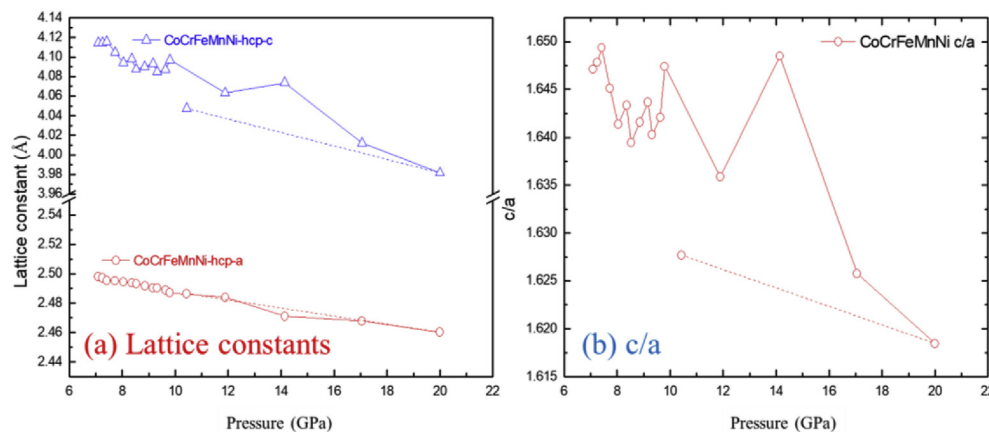 4.14
4.12
4.10
4.08
4.06
4.04
4.02
4.00
3.98
3.96
2.54
2.52
2.50
2.48
2.46
2.44
Lattice constant (Å)
CoCrFeMnNi-hcp-c
CoCrFeMnNi-hcp-a
(a) Lattice constants
6 8 10 12 14 16 18 20 22
Pressure (GPa)
1.650
1.645
1.640
1.635
1.630
1.625
1.620
1.615
c/a
CoCrFeMnNi c/a
(b) c/a
6 8 10 12 14 16 18 20 22
Pressure (GPa)